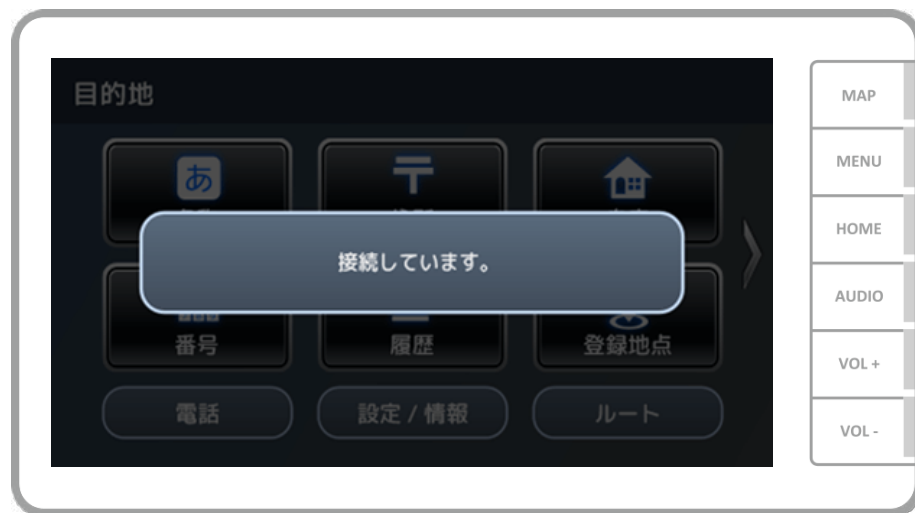 目的地
あ
〒
接続しています。
番号
履歴
登録地点
電話
設定 / 情報
ルート
MAP
MENU
HOME
AUDIO
VOL +
VOL -